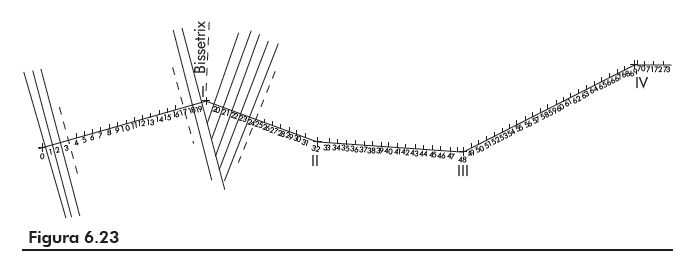 Bissetrix
I
0 1 2 3 4 5 6 7 8 9 10 11 12 13 14 15 16 17 18 19 20 21 22 23 24 25 26 27 28 29 30 31 32 33 34 35 36 37 38 39 40 41 42 43 44 45 46 47 48 49 50 51 52 53 54 55 56 57 58 59 60 61 62 63 64 65 66 67 68 69 70 71 72 73
II
III
IV
Figura 6.23